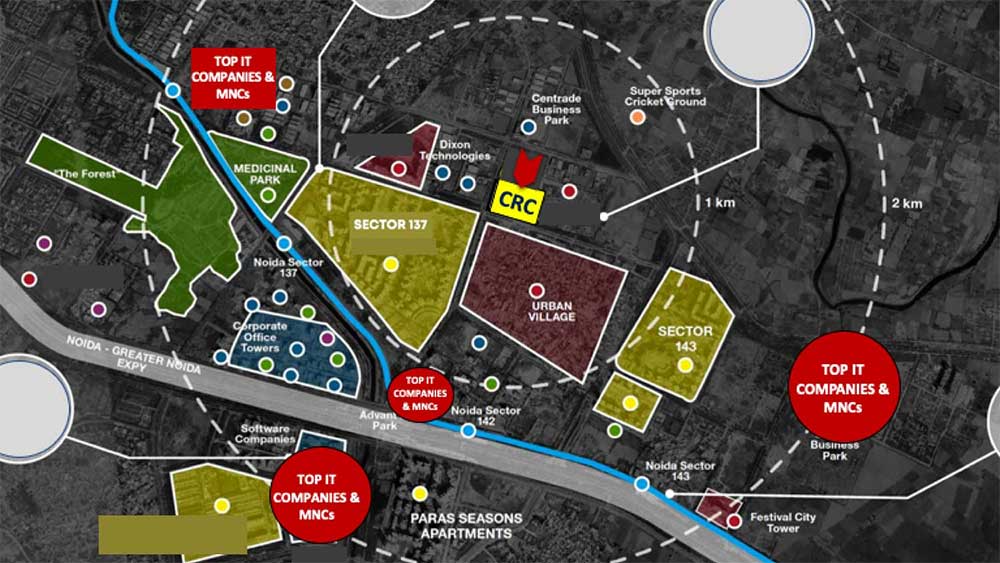 TOP IT
COMPANIES &
MNCs
Centrade
Business
Park
Super Sports
Cricket Ground
"The Forest"
MEDICINAL
PARK
Dixon
Technologies
CRC
1 km
2 km
SECTOR 137
Noida Sector
137
URBAN
VILLAGE
SECTOR
143
Corporate
Office
Towers
NOIDA - GREATER NOIDA
EXPY
TOP IT
COMPANIES
& MNCs
TOP IT
COMPANIES &
MNCs
Park
Noida Sector
142
Software
Companies
Business
Park
Noida Sector
143
TOP IT
COMPANIES &
MNCs
PARAS SEASONS
APARTMENTS
Festival City
Tower